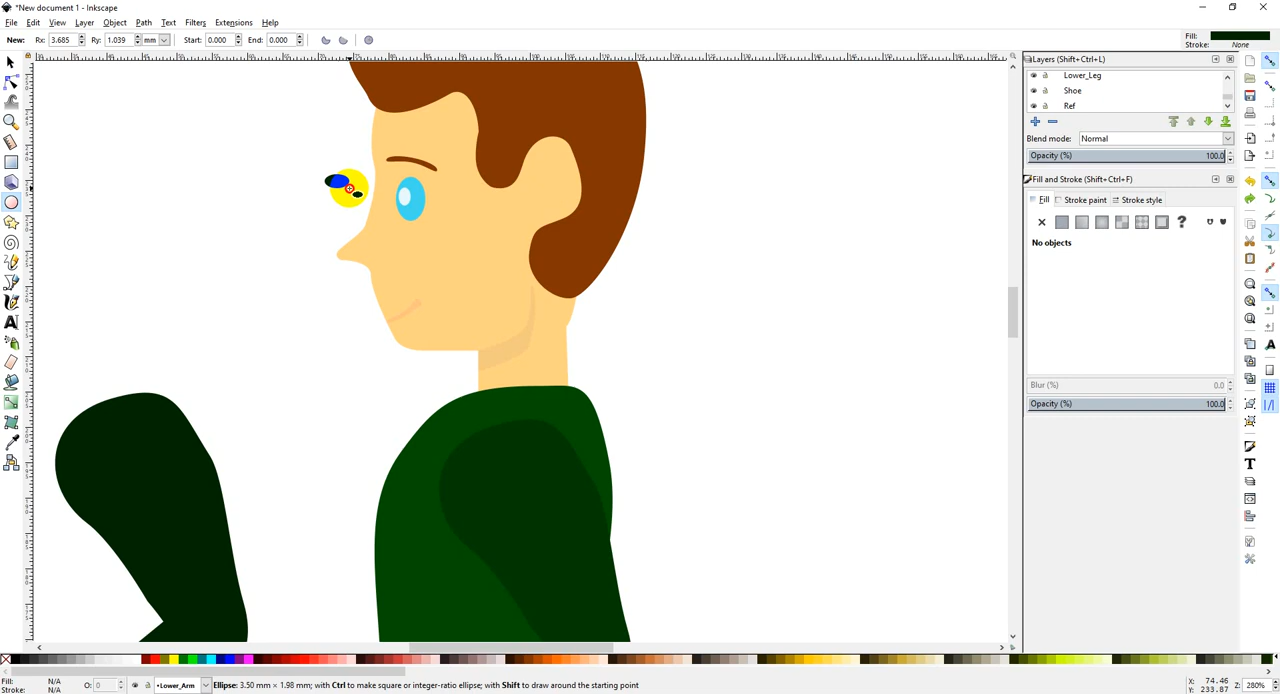 *New document 1 - Inkscape
File Edit View Layer Object Path Text Filters Extensions Help
New: Rx: 3.685 Ry: 1.039 mm Start: 0.000 End: 0.000
Fill:
Stroke: None
Layers (Shift+Ctrl+L)
Lower_Leg
Shoe
Ref
Blend mode: Normal
Opacity (%) 100.0
Fill and Stroke (Shift+Ctrl+F)
Fill Stroke paint Stroke style
No objects
Blur (%) 0.0
Opacity (%) 100.0
Fill: N/A
Stroke: N/A
O: 0
•Lower_Arm
Ellipse: 3.50 mm × 1.98 mm; with Ctrl to make square or integer-ratio ellipse; with Shift to draw around the starting point
X: 74.46
Y: 233.87
Z: 280%